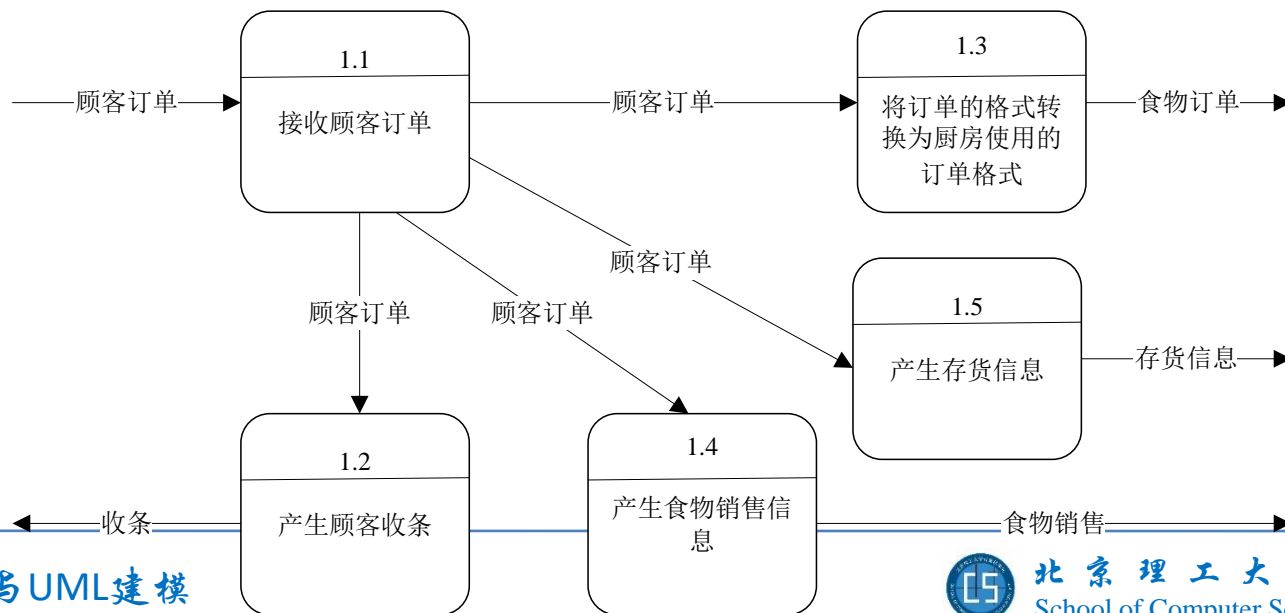 1.1
1.3
顾客订单
接收顾客订单
顾客订单
将订单的格式转
换为厨房使用的
订单格式
食物订单
顾客订单
顾客订单
顾客订单
1.5
产生存货信息
存货信息
1.2
1.4
收条
产生顾客收条
产生食物销售信
息
食物销售
与UML建模
北京理工大
School of Computer S